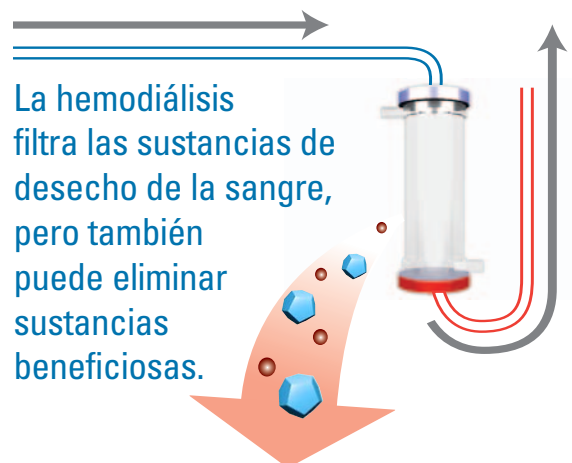 La hemodiálisis
filtra las sustancias de
desecho de la sangre,
pero también
puede eliminar
sustancias
beneficiosas.